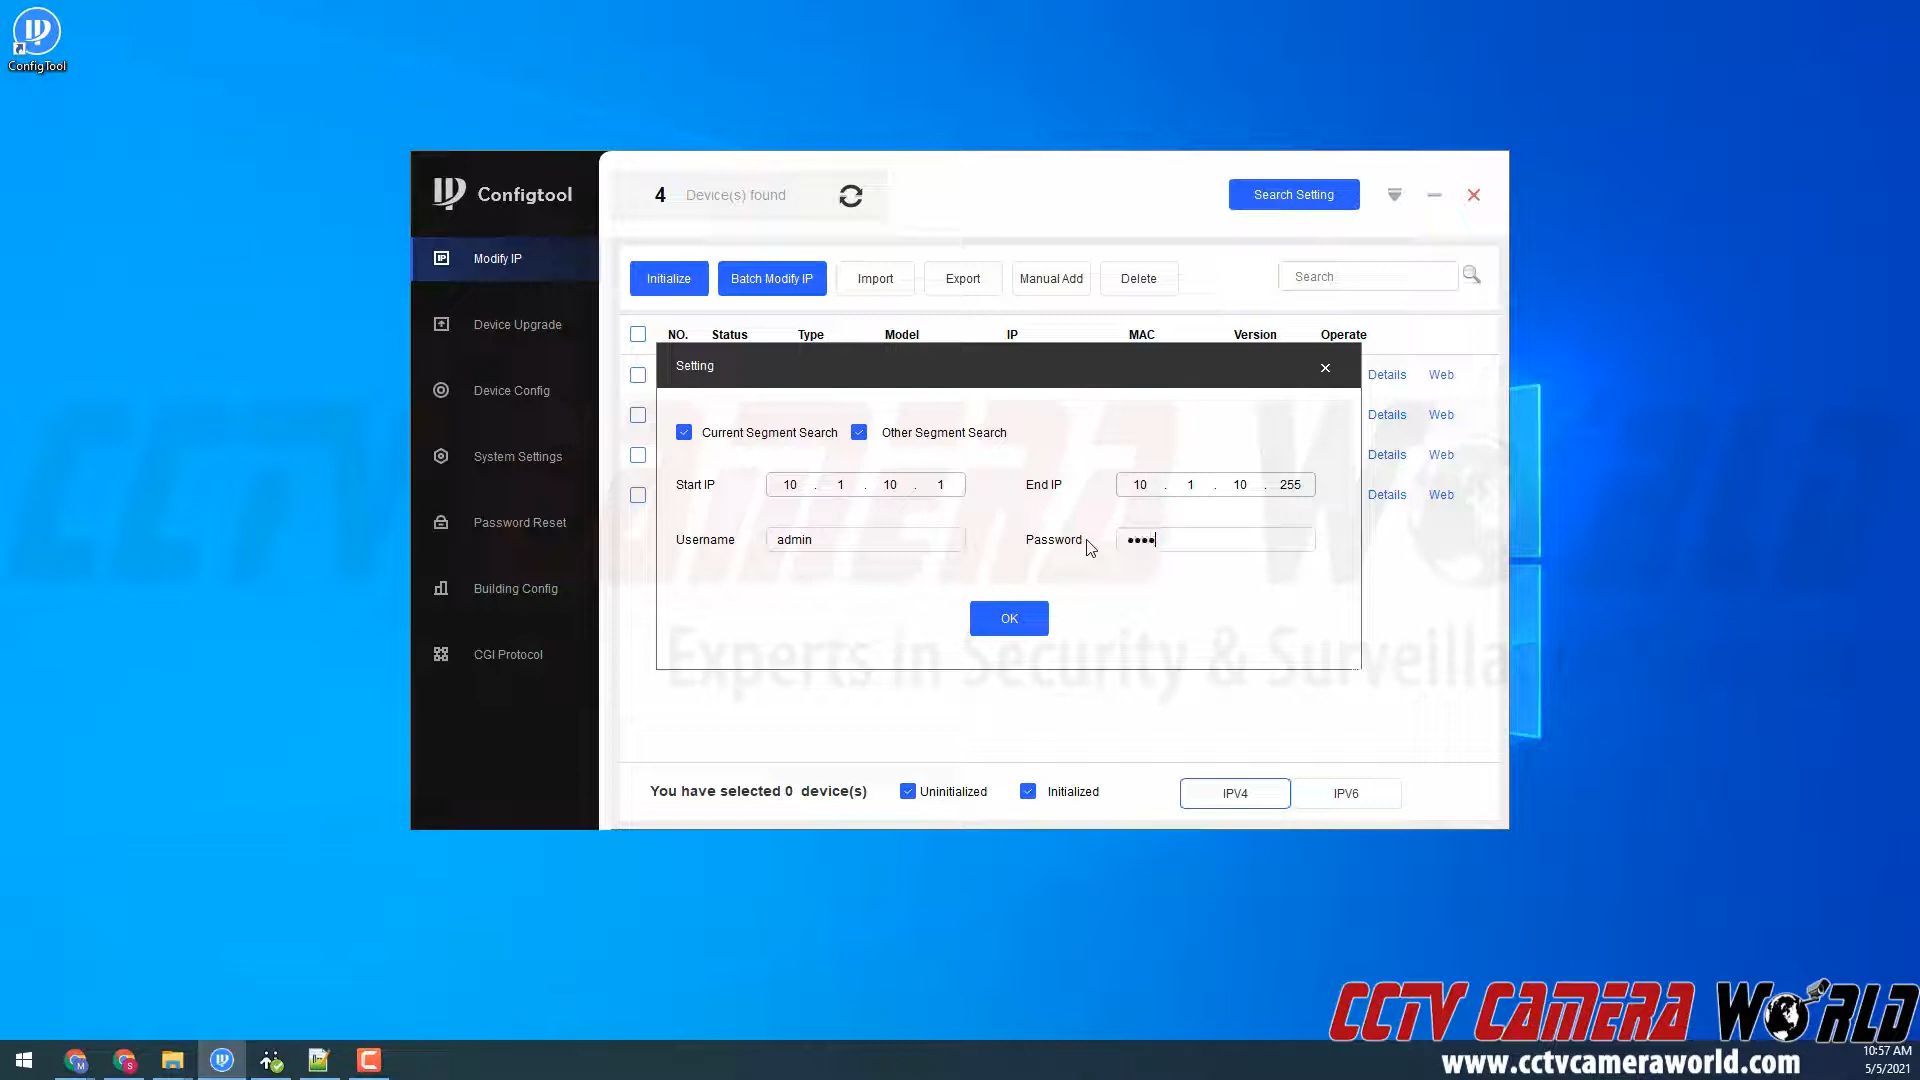 ConfigTool
Configtool
4 Device(s) found
Search Setting
Modify IP
Initialize
Batch Modify IP
Import
Export
Manual Add
Delete
Search
Device Upgrade
NO. Status Type Model IP MAC Version Operate
Setting
Details Web
Device Config
Details Web
Current Segment Search
Other Segment Search
System Settings
Details Web
Start IP 10 . 1 . 10 . 1
End IP 10 . 1 . 10 . 255
Details Web
Password Reset
Username admin
Password ••••
Building Config
OK
CGI Protocol
CCTV CAMERA WORLD
Experts in Security & Surveilla
You have selected 0 device(s)
Uninitialized
Initialized
IPV4
IPV6
CCTV CAMERA WORLD
www.cctvcameraworld.com
10:57 AM
5/5/2021